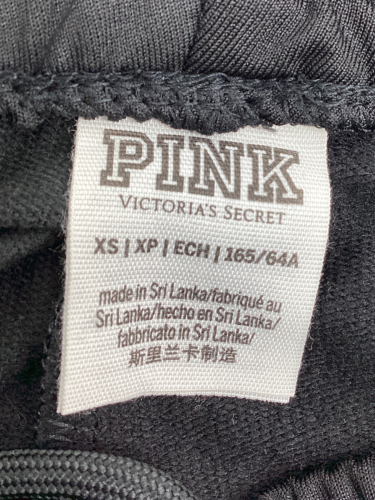 PINK
VICTORIA'S SECRET
XS | XP | ECH | 165/64A
made in Sri Lanka/fabriqué au
Sri Lanka/hecho en Sri Lanka/
fabbricato in Sri Lanka/
斯里兰卡制造